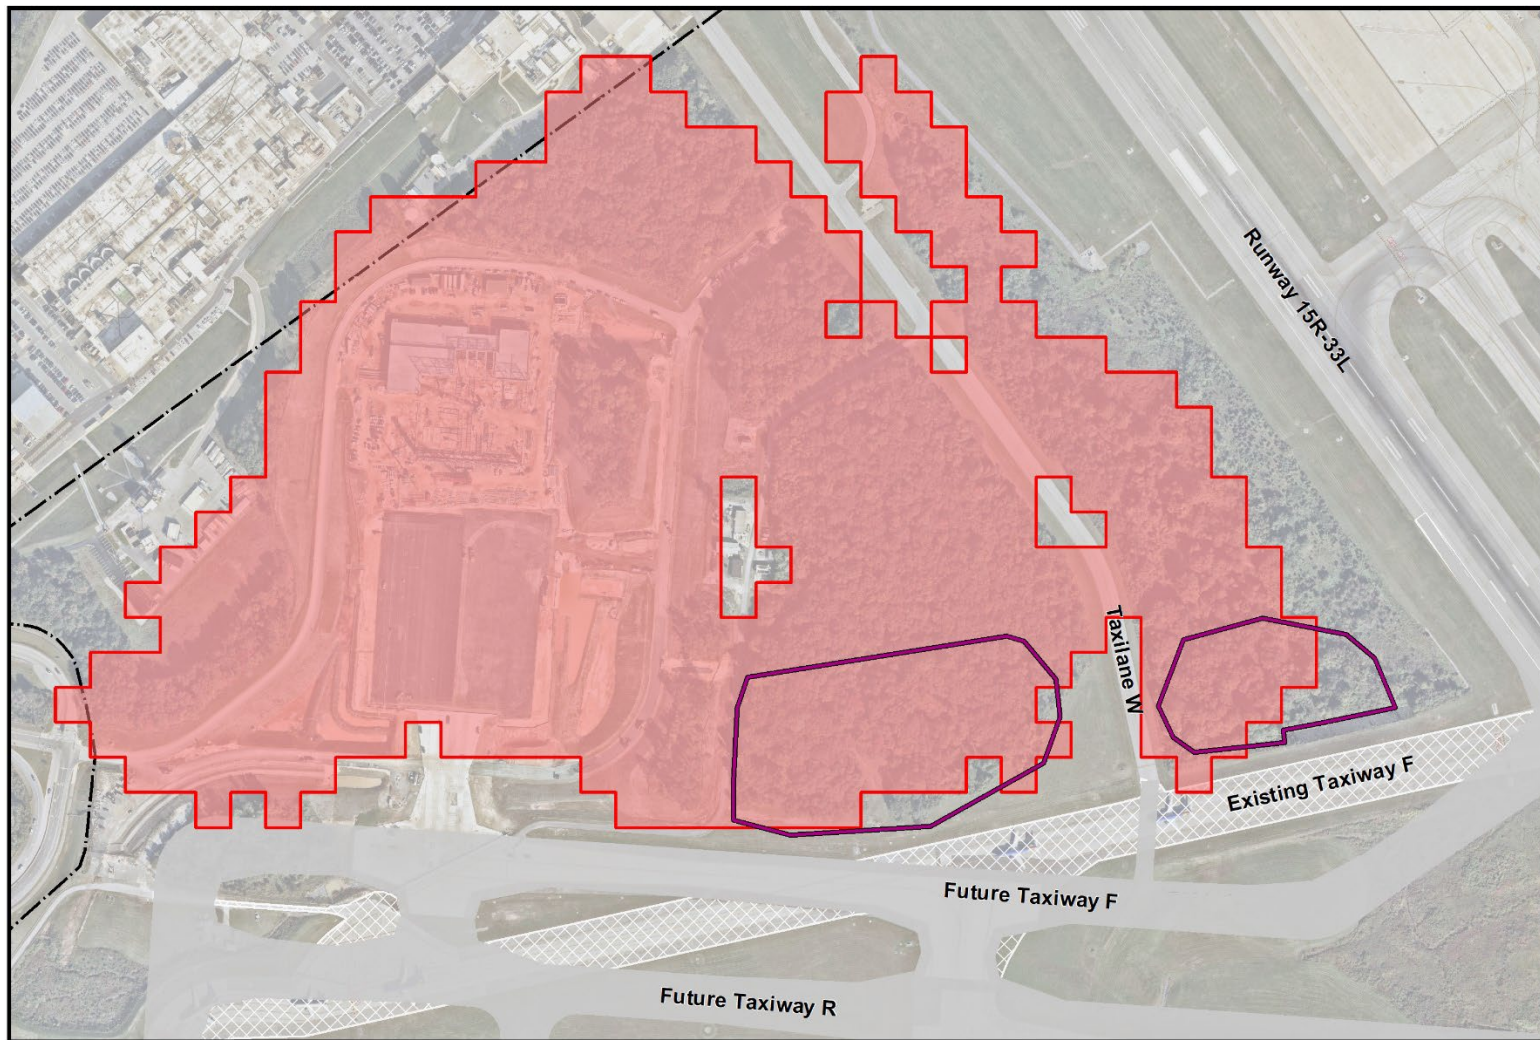 Runway 15R-33L
Taxilane W
Existing Taxiway F
Future Taxiway F
Future Taxiway R